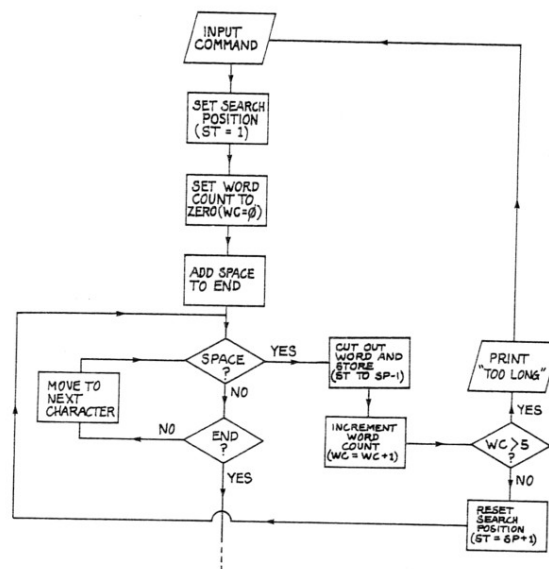 INPUT
COMMAND
SET SEARCH
POSITION
(ST = 1)
SET WORD
COUNT TO
ZERO(WC=Ø)
ADD SPACE
TO END
SPACE
?
YES
NO
MOVE TO
NEXT
CHARACTER
NO
END
?
YES
CUT OUT
WORD AND
STORE
(ST TO SP-1)
INCREMENT
WORD
COUNT
(WC = WC+1)
PRINT
"TOO LONG"
YES
WC > 5
?
NO
RESET
SEARCH
POSITION
(ST = SP+1)